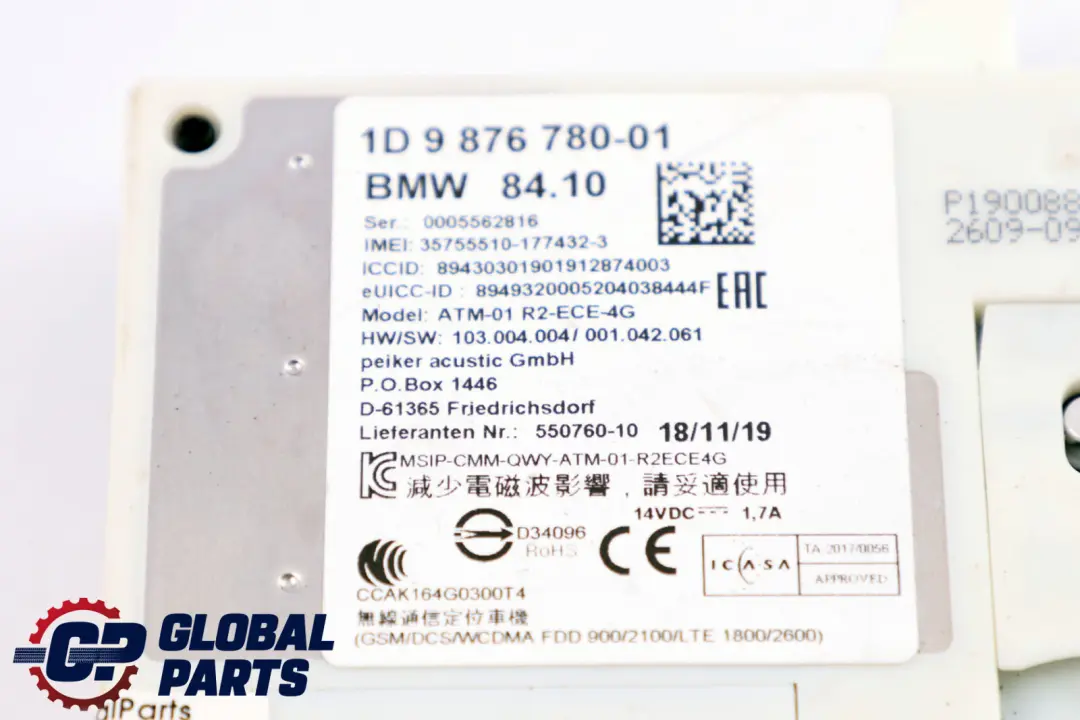 1D 9 876 780-01
BMW 84.10
Ser.: 0005562816
IMEI: 35755510-177432-3
ICCID: 89430301901912874003
eUICC-ID : 8949320005204038444F
EAC
Model: ATM-01 R2-ECE-4G
HW/SW: 103.004.004/ 001.042.061
peiker acustic GmbH
P.O.Box 1446
D-61365 Friedrichsdorf
Lieferanten Nr.: 550760-10 18/11/19
MSIP-CMM-QWY-ATM-01-R2ECE4G
減少電磁波影響，請妥適使用
14VDC 1,7A
D34096
RoHS
CE
ICASA
TA-2017/0056
APPROVED
CCAK164G0300T4
無線通信定位車機
(GSM/DCS/WCDMA FDD 900/2100/LTE 1800/2600)
P190088
2609-09
GP GLOBAL
PARTS
alParts